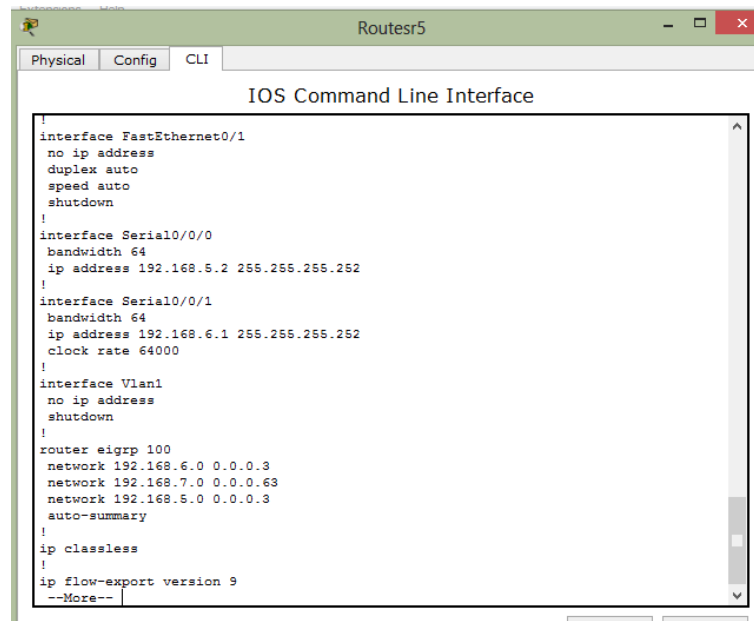 Extensions Help
Routesr5
Physical Config CLI
IOS Command Line Interface
!
interface FastEthernet0/1
 no ip address
 duplex auto
 speed auto
 shutdown
!
interface Serial0/0/0
 bandwidth 64
 ip address 192.168.5.2 255.255.255.252
!
interface Serial0/0/1
 bandwidth 64
 ip address 192.168.6.1 255.255.255.252
 clock rate 64000
!
interface Vlan1
 no ip address
 shutdown
!
router eigrp 100
 network 192.168.6.0 0.0.0.3
 network 192.168.7.0 0.0.0.63
 network 192.168.5.0 0.0.0.3
 auto-summary
!
ip classless
!
ip flow-export version 9
 --More--